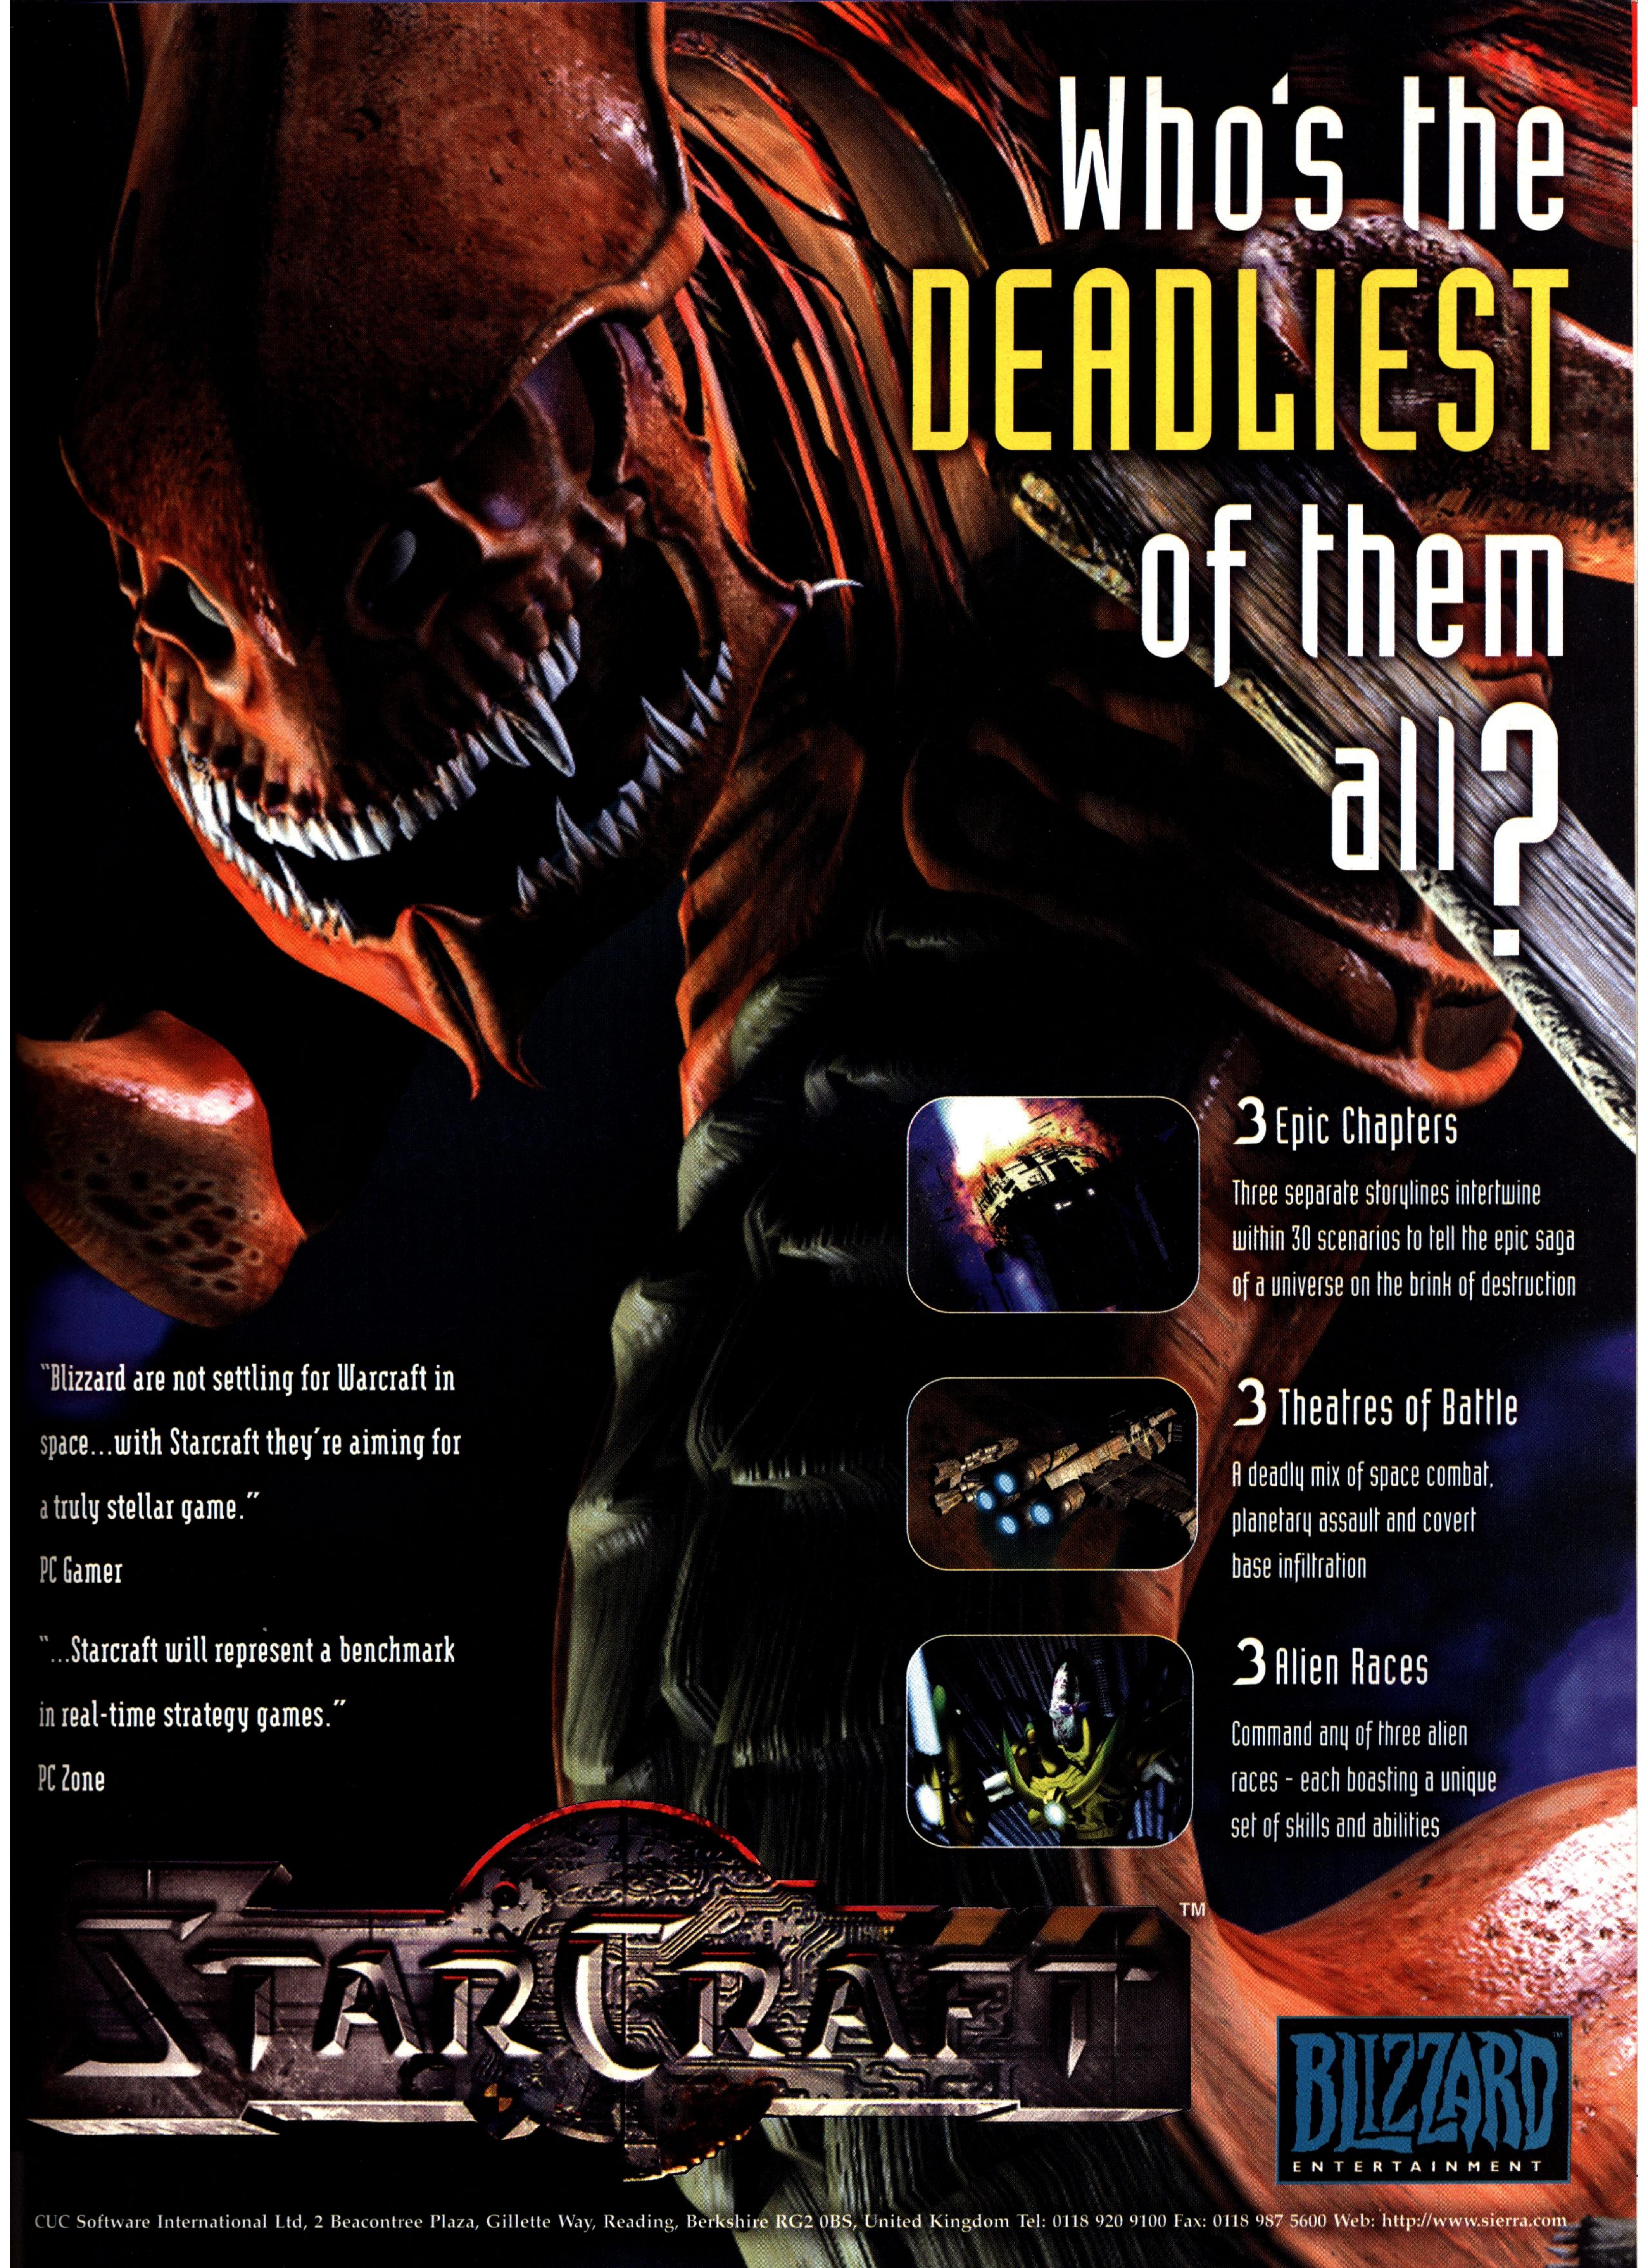 Who's the
DEADLIEST
of them
all?
3 Epic Chapters
Three separate storylines intertwine
within 30 scenarios to tell the epic saga
of a universe on the brink of destruction
3 Theatres of Battle
A deadly mix of space combat,
planetary assault and covert
base infiltration
3 Alien Races
Command any of three alien
races - each boasting a unique
set of skills and abilities
"Blizzard are not settling for Warcraft in
space...with Starcraft they're aiming for
a truly stellar game."
PC Gamer
"...Starcraft will represent a benchmark
in real-time strategy games."
PC Zone
STARCRAFT™
BLIZZARD™
ENTERTAINMENT
CUC Software International Ltd, 2 Beacontree Plaza, Gillette Way, Reading, Berkshire RG2 0BS, United Kingdom Tel: 0118 920 9100 Fax: 0118 987 5600 Web: http://www.sierra.com